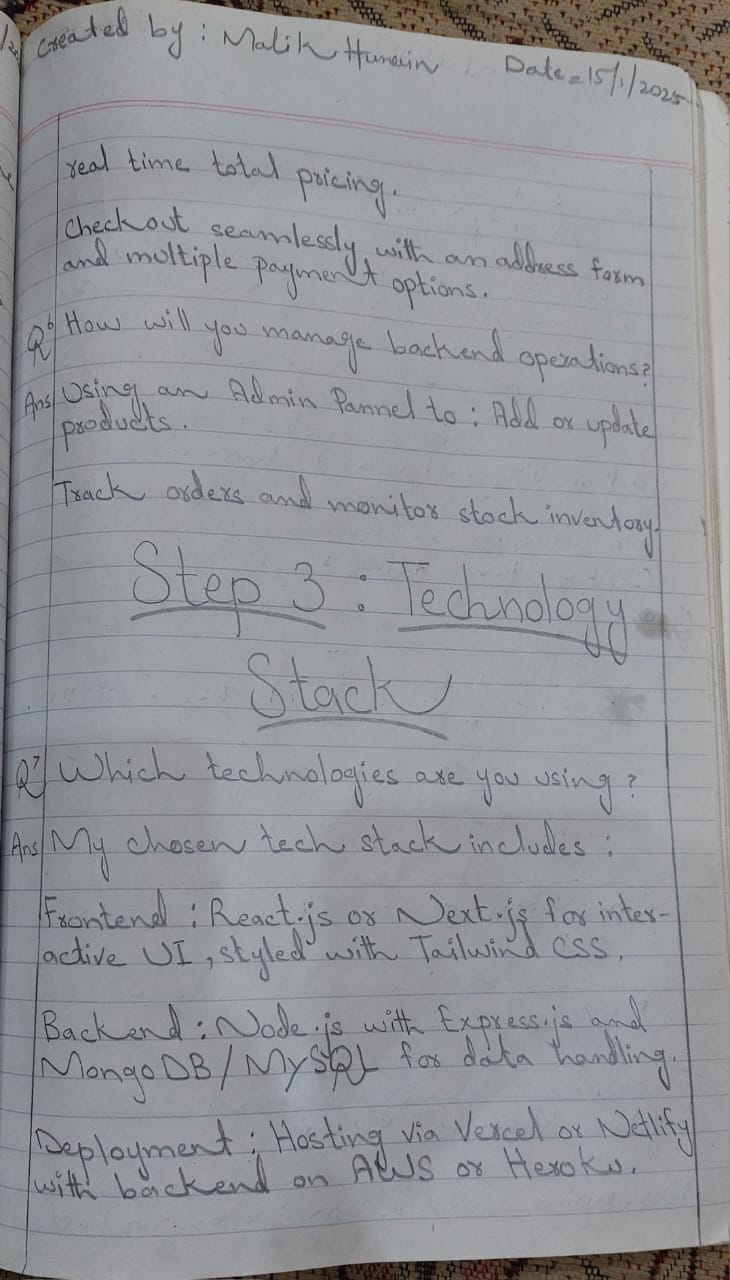 Created by : Malik Hunain Date = 15/1/2025
real time total pricing.
checkout seamlessly with an address form
and multiple payment options.
Q6 How will you manage backend operations?
Ans Using an Admin Pannel to : Add or update
products.
Track orders and monitor stock inventory.
Step 3 : Technology
Stack
Q7 Which technologies are you using?
Ans My chosen tech stack includes :
Frontend : React.js or Next.js for inter-
active UI, styled with Tailwind CSS.
Backend : Node.js with Express.js and
MongoDB/MySQL for data handling.
Deployment : Hosting via Vercel or Netlify
with backend on AWS or Heroku.